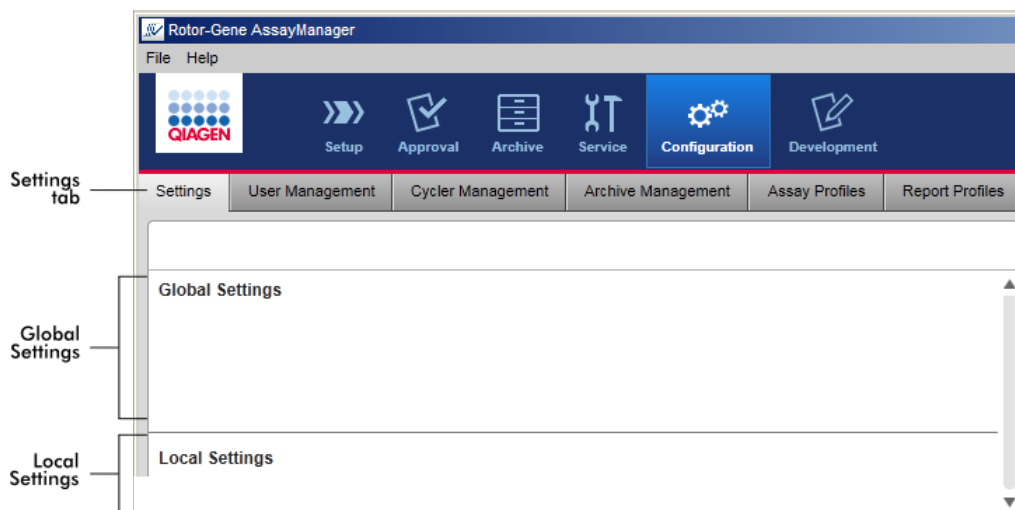 Rotor-Gene AssayManager
File Help
QIAGEN
Setup Approval Archive Service Configuration Development
Settings tab
Settings User Management Cycler Management Archive Management Assay Profiles Report Profiles
Global Settings
Global Settings
Local Settings
Local Settings